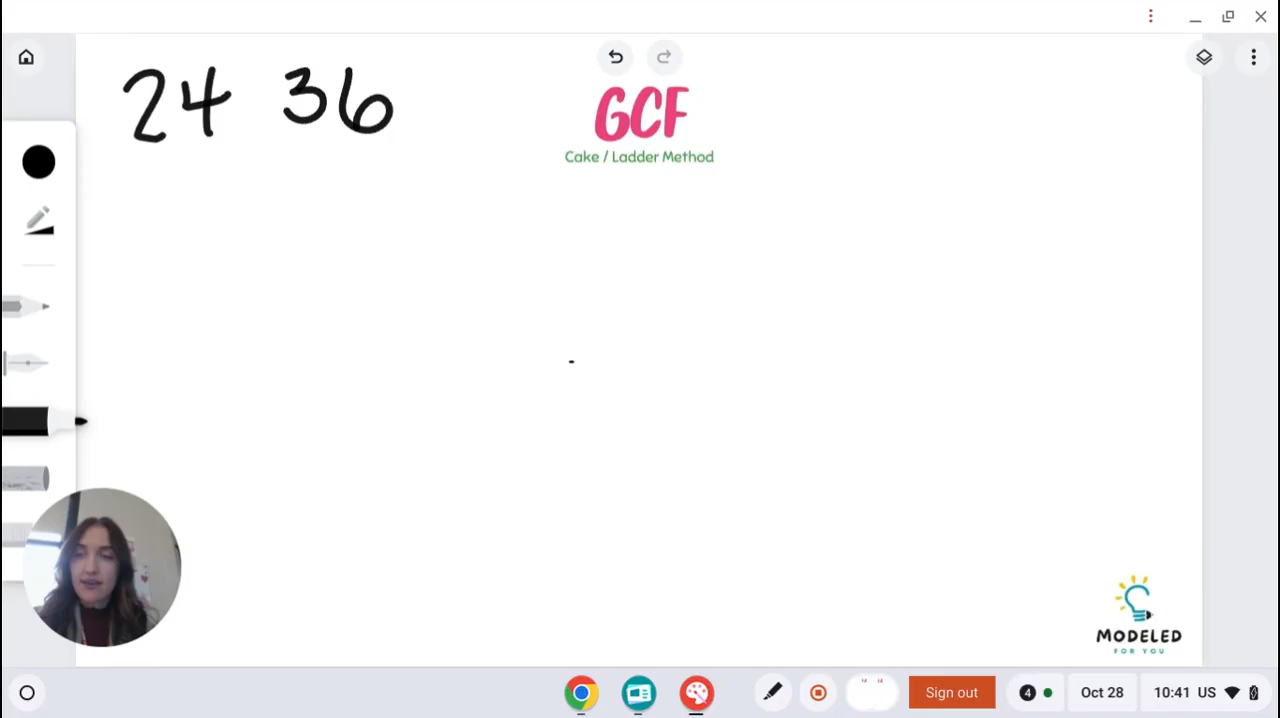 24 36
GCF
Cake / Ladder Method
MODELED
FOR YOU
Sign out
4
Oct 28
10:41 US